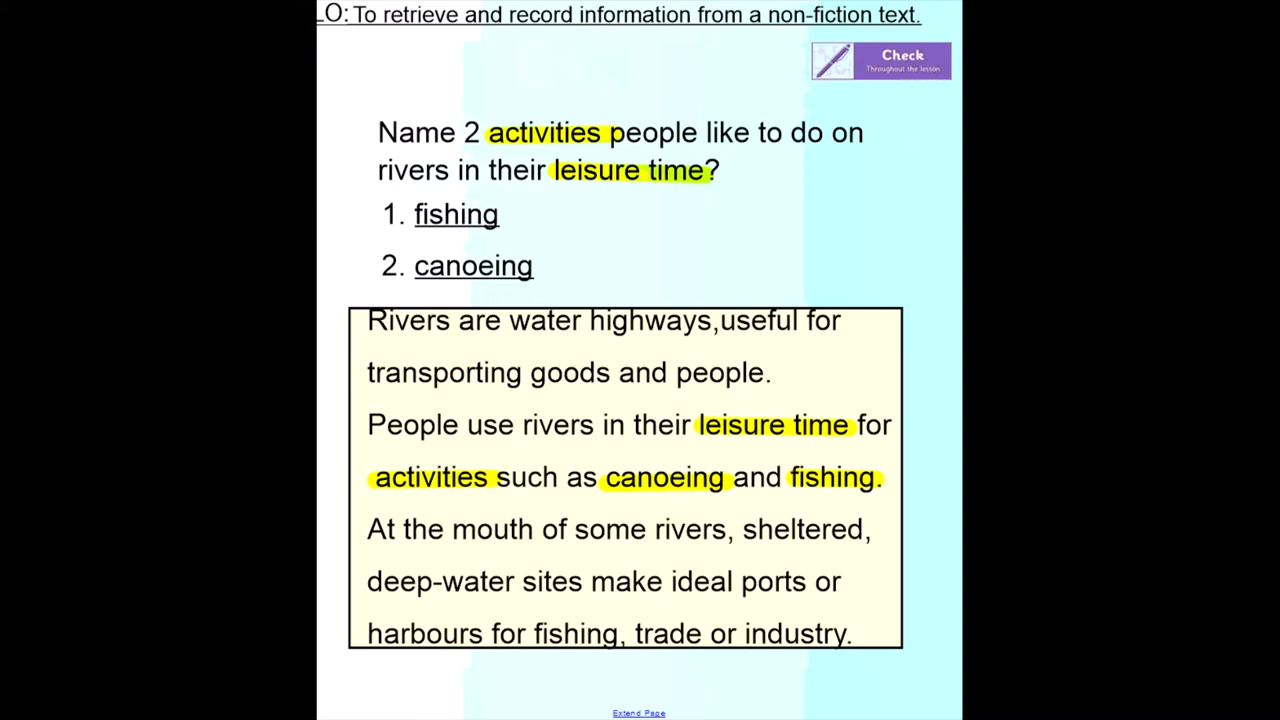 LO: To retrieve and record information from a non-fiction text.
Check
Throughout the lesson
Name 2 activities people like to do on
rivers in their leisure time?
1. fishing
2. canoeing
Rivers are water highways,useful for
transporting goods and people.
People use rivers in their leisure time for
activities such as canoeing and fishing.
At the mouth of some rivers, sheltered,
deep-water sites make ideal ports or
harbours for fishing, trade or industry.
Extend Page